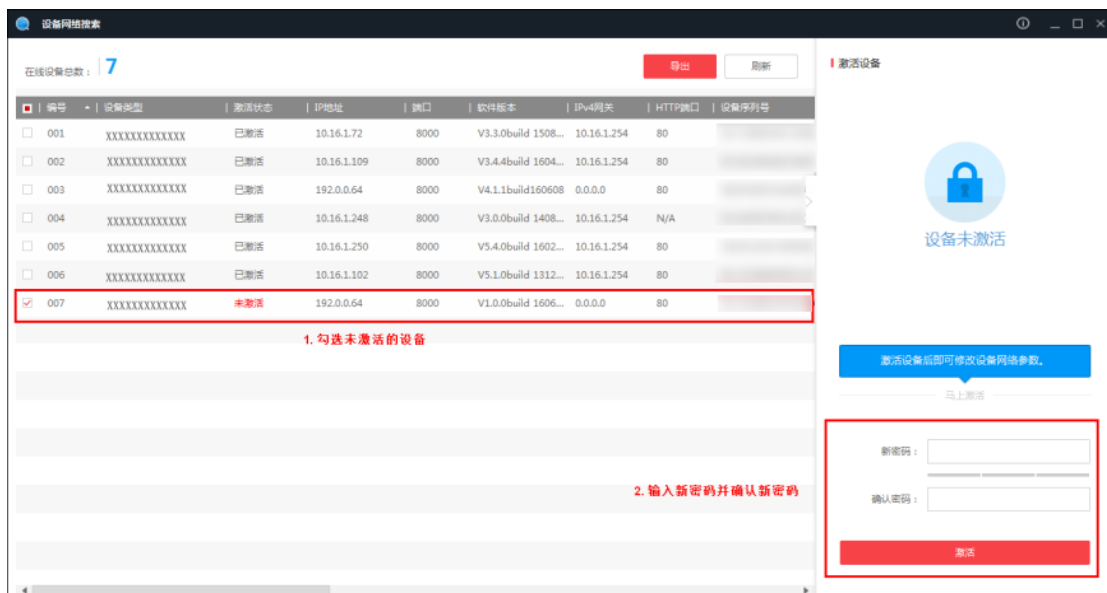 设备网络搜索
在线设备总数： 7
导出 刷新
激活设备
编号 设备类型 激活状态 IP地址 端口 软件版本 IPv4网关 HTTP端口 设备序列号
001 XXXXXXXXXXXXX 已激活 10.16.1.72 8000 V3.3.0build 1508... 10.16.1.254 80
002 XXXXXXXXXXXXX 已激活 10.16.1.109 8000 V3.4.4build 1604... 10.16.1.254 80
003 XXXXXXXXXXXXX 已激活 192.0.0.64 8000 V4.1.1build160608 0.0.0.0 80
004 XXXXXXXXXXXXX 已激活 10.16.1.248 8000 V3.0.0build 1408... 10.16.1.254 N/A
005 XXXXXXXXXXXXX 已激活 10.16.1.250 8000 V5.4.0build 1602... 10.16.1.254 80
006 XXXXXXXXXXXXX 已激活 10.16.1.102 8000 V5.1.0build 1312... 10.16.1.254 80
007 XXXXXXXXXXXXX 未激活 192.0.0.64 8000 V1.0.0build 1606... 0.0.0.0 80
1. 勾选未激活的设备
设备未激活
激活设备后即可修改设备网络参数。
马上激活
新密码：
2. 输入新密码并确认新密码
确认密码：
激活